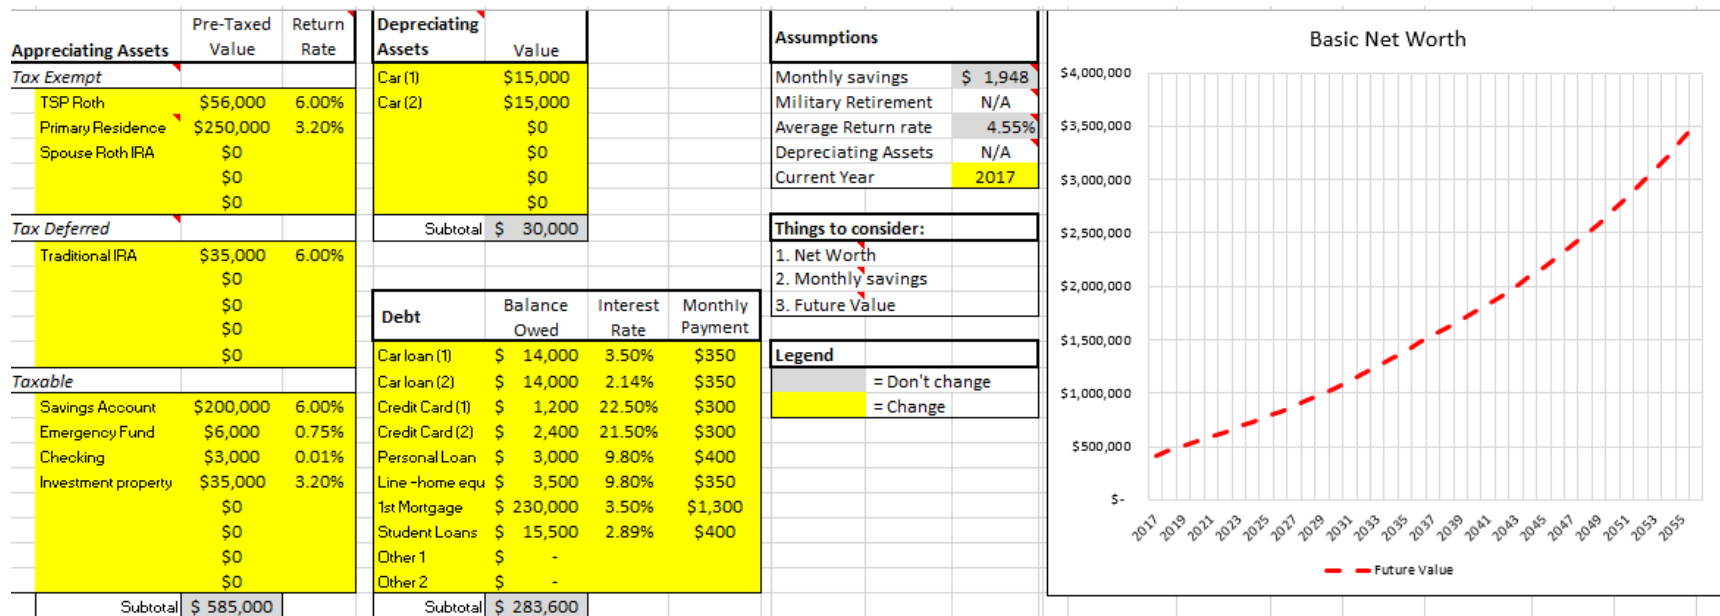 Appreciating Assets Pre-Taxed Value Return Rate
Tax Exempt
TSP Roth $56,000 6.00%
Primary Residence $250,000 3.20%
Spouse Roth IRA $0
$0
$0
Tax Deferred
Traditional IRA $35,000 6.00%
$0
$0
$0
$0
Taxable
Savings Account $200,000 6.00%
Emergency Fund $6,000 0.75%
Checking $3,000 0.01%
Investment property $35,000 3.20%
$0
$0
$0
$0
Subtotal $ 585,000
Depreciating Assets Value
Car (1) $15,000
Car (2) $15,000
$0
$0
$0
$0
Subtotal $ 30,000
Debt Balance Owed Interest Rate Monthly Payment
Car loan (1) $ 14,000 3.50% $350
Car loan (2) $ 14,000 2.14% $350
Credit Card (1) $ 1,200 22.50% $300
Credit Card (2) $ 2,400 21.50% $300
Personal Loan $ 3,000 9.80% $400
Line -home equ $ 3,500 9.80% $350
1st Mortgage $ 230,000 3.50% $1,300
Student Loans $ 15,500 2.89% $400
Other 1 $ -
Other 2 $ -
Subtotal $ 283,600
Assumptions
Monthly savings $ 1,948
Military Retirement N/A
Average Return rate 4.55%
Depreciating Assets N/A
Current Year 2017
Things to consider:
1. Net Worth
2. Monthly savings
3. Future Value
Legend
= Don't change
= Change
Basic Net Worth
$4,000,000
$3,500,000
$3,000,000
$2,500,000
$2,000,000
$1,500,000
$1,000,000
$500,000
$-
2017 2019 2021 2023 2025 2027 2029 2031 2033 2035 2037 2039 2041 2043 2045 2047 2049 2051 2053 2055
Future Value